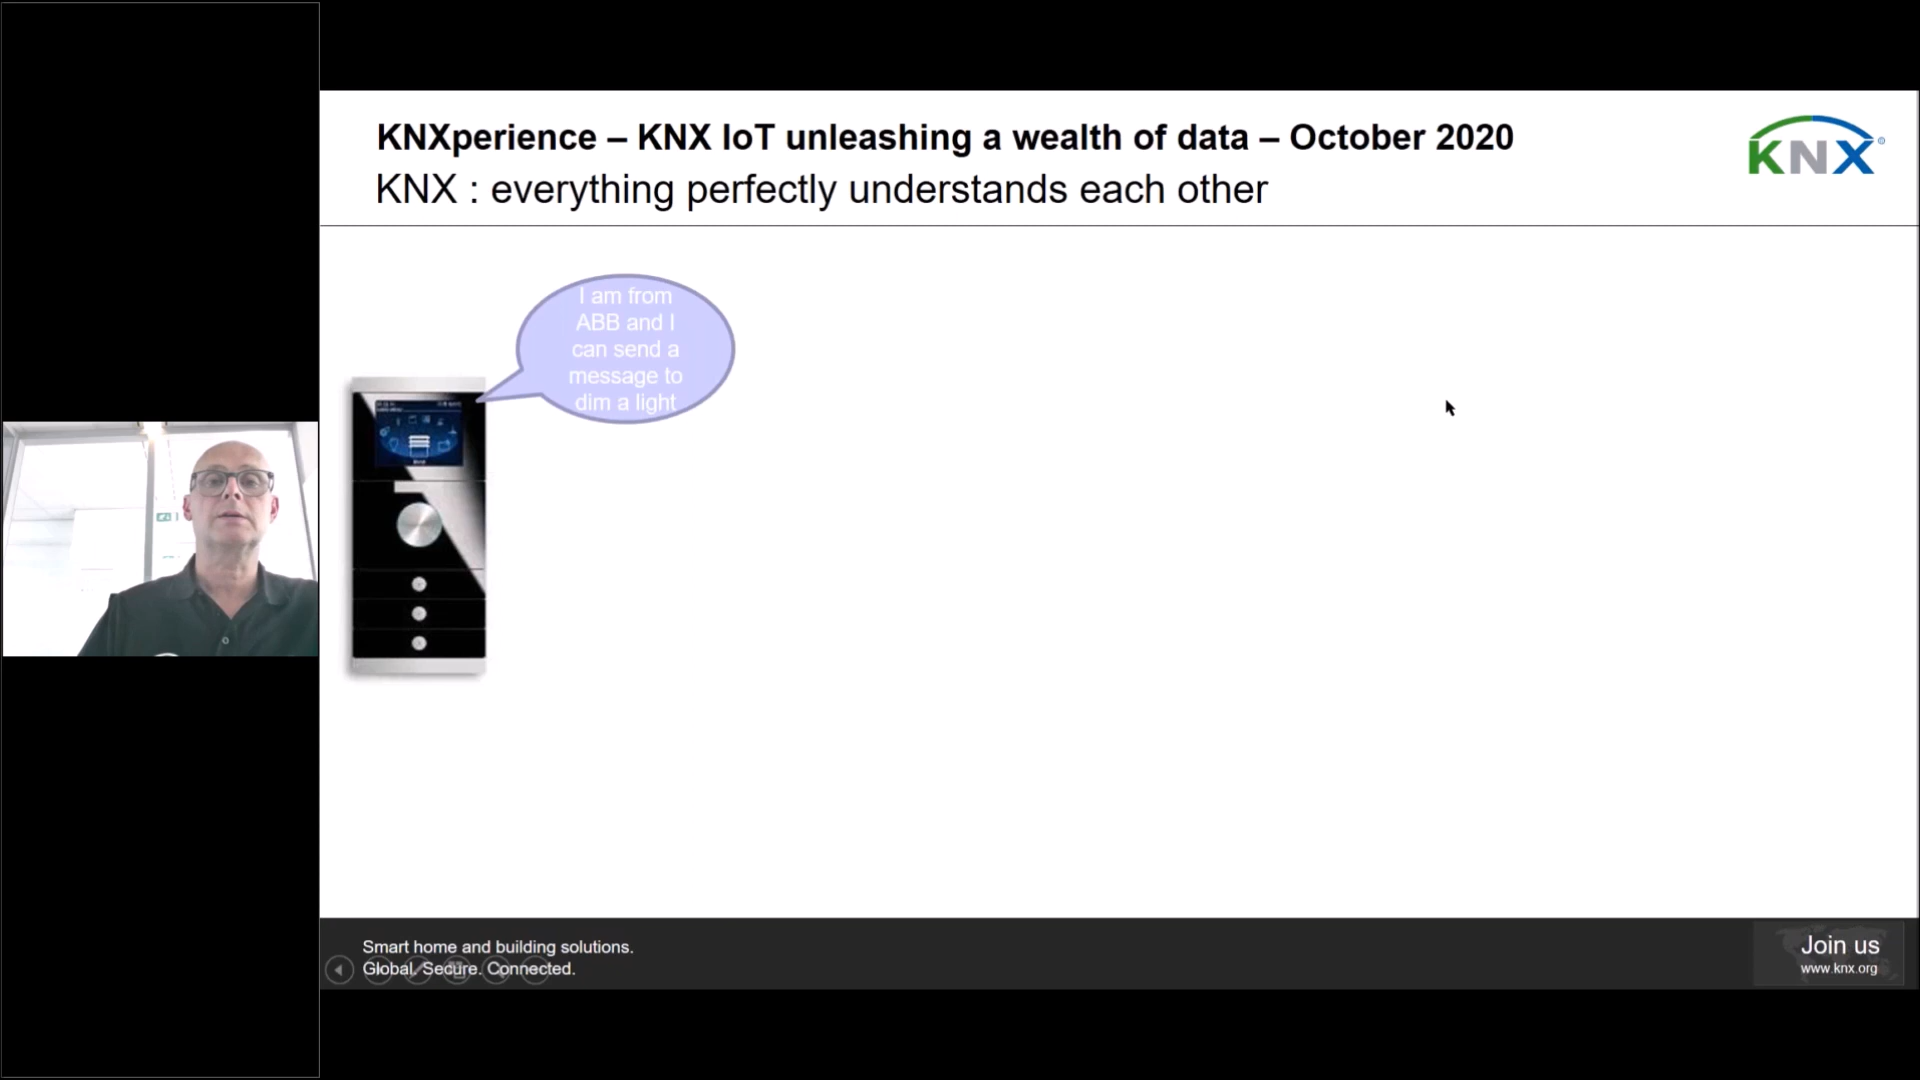 KNXperience – KNX IoT unleashing a wealth of data – October 2020
KNX : everything perfectly understands each other
KNX®
I am from
ABB and I
can send a
message to
dim a light
Smart home and building solutions.
Global. Secure. Connected.
Join us
www.knx.org